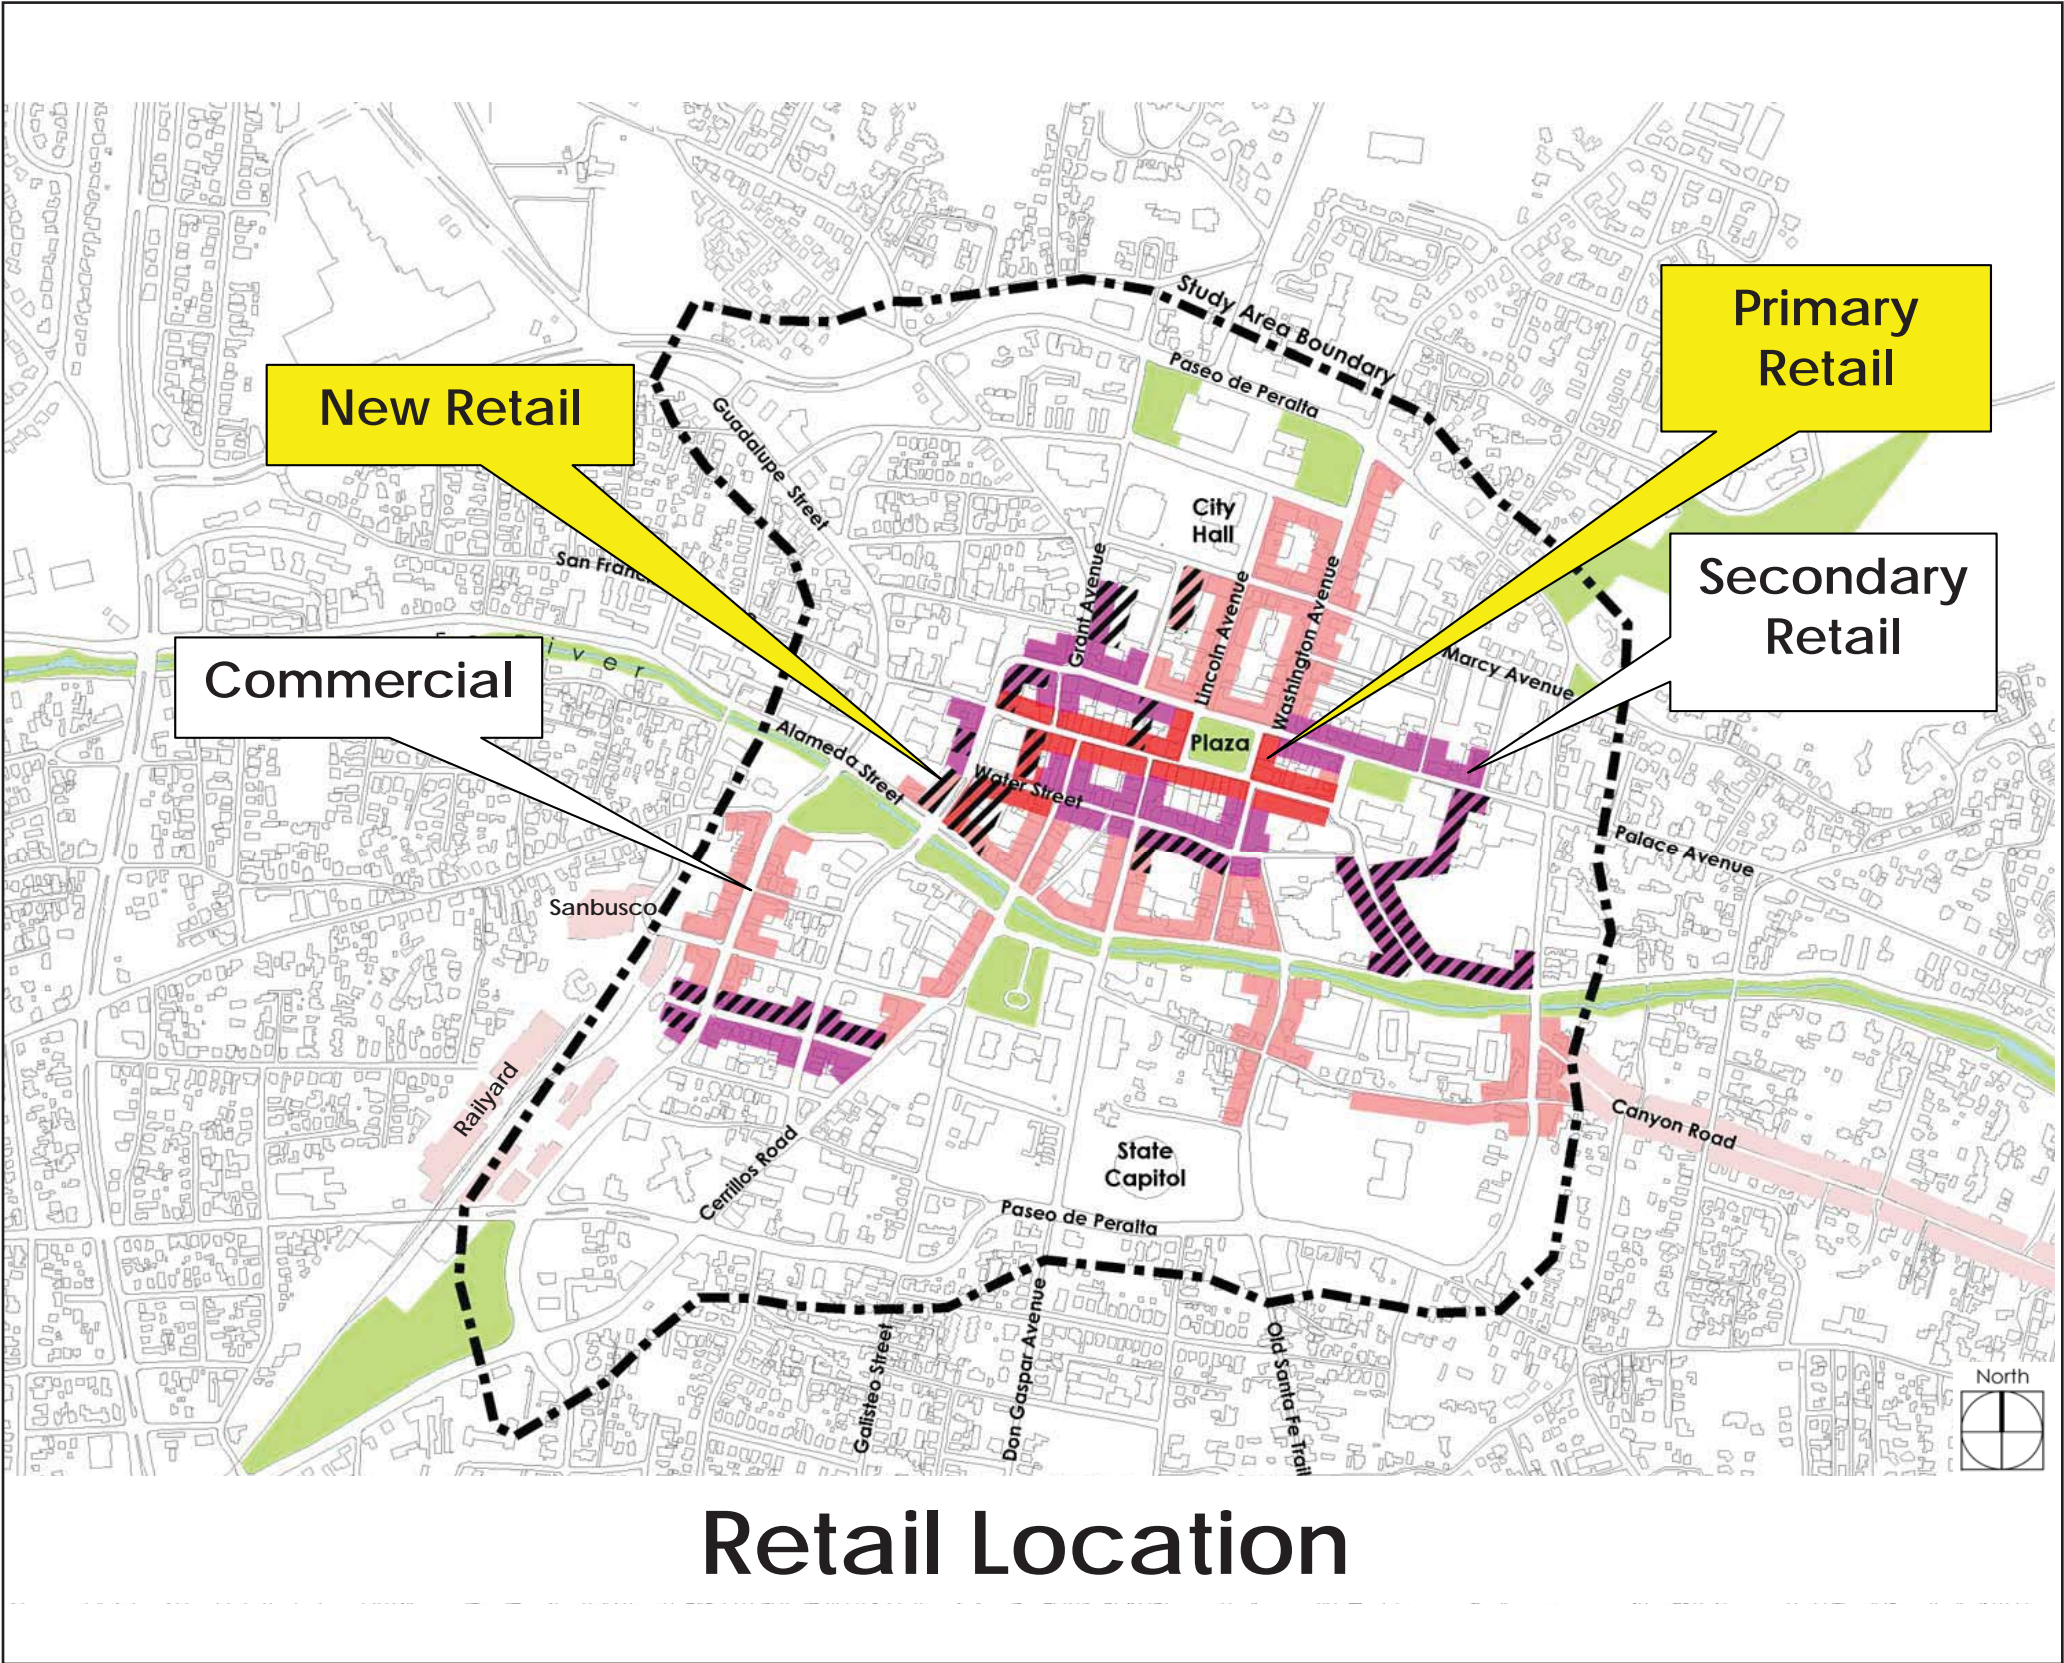 Study Area Boundary
Primary
Retail
Paseo de Peralta
New Retail
Guadalupe Street
City
Hall
San Franc
Grant Avenue
Lincoln Avenue
Washington Avenue
Secondary
Retail
River
Commercial
Marcy Avenue
Plaza
Alameda Street
Water Street
Palace Avenue
Sanbusco
Railyard
Canyon Road
Cerrillos Road
State
Capitol
Paseo de Peralta
Galisteo Street
Don Gaspar Avenue
Old Santa Fe Trail
North
Retail Location